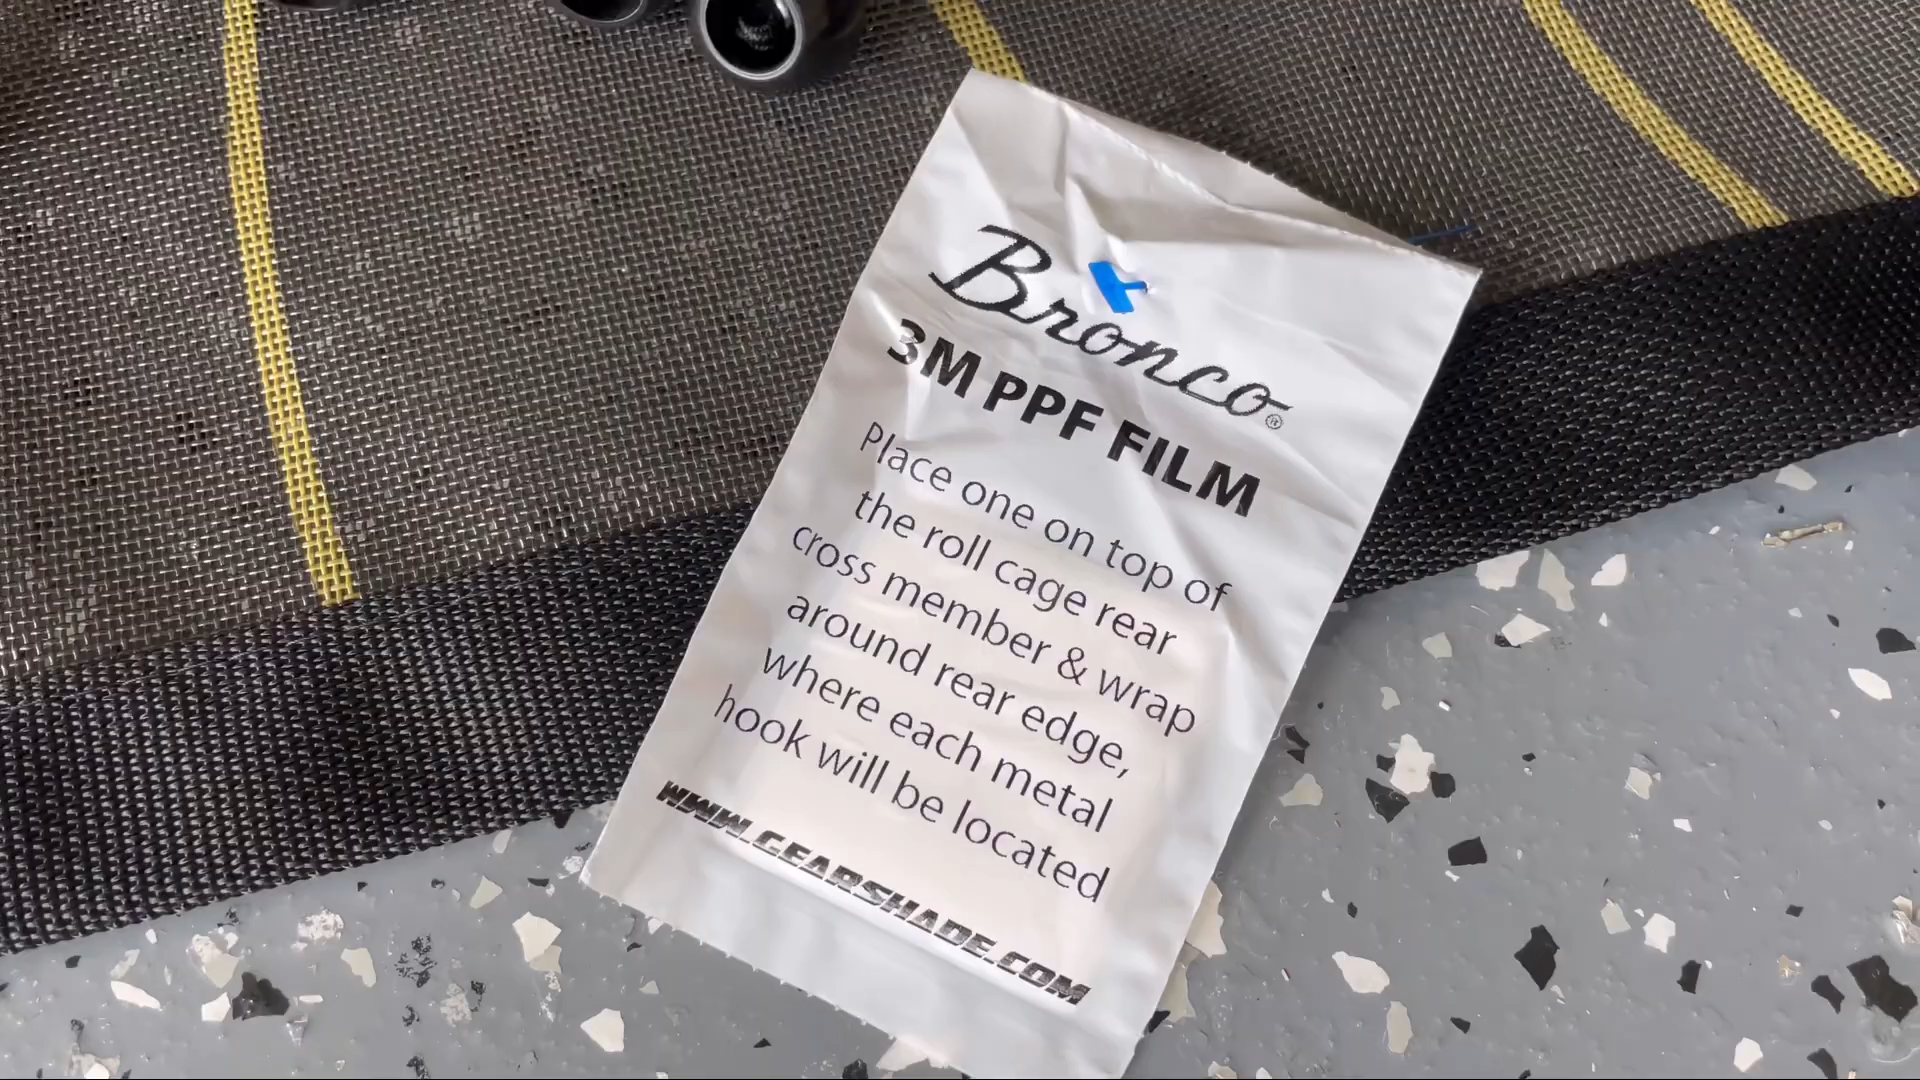 Bronco®
3M PPF FILM
Place one on top of
the roll cage rear
cross member & wrap
around rear edge,
where each metal
hook will be located
WWW.GEARSHADE.COM